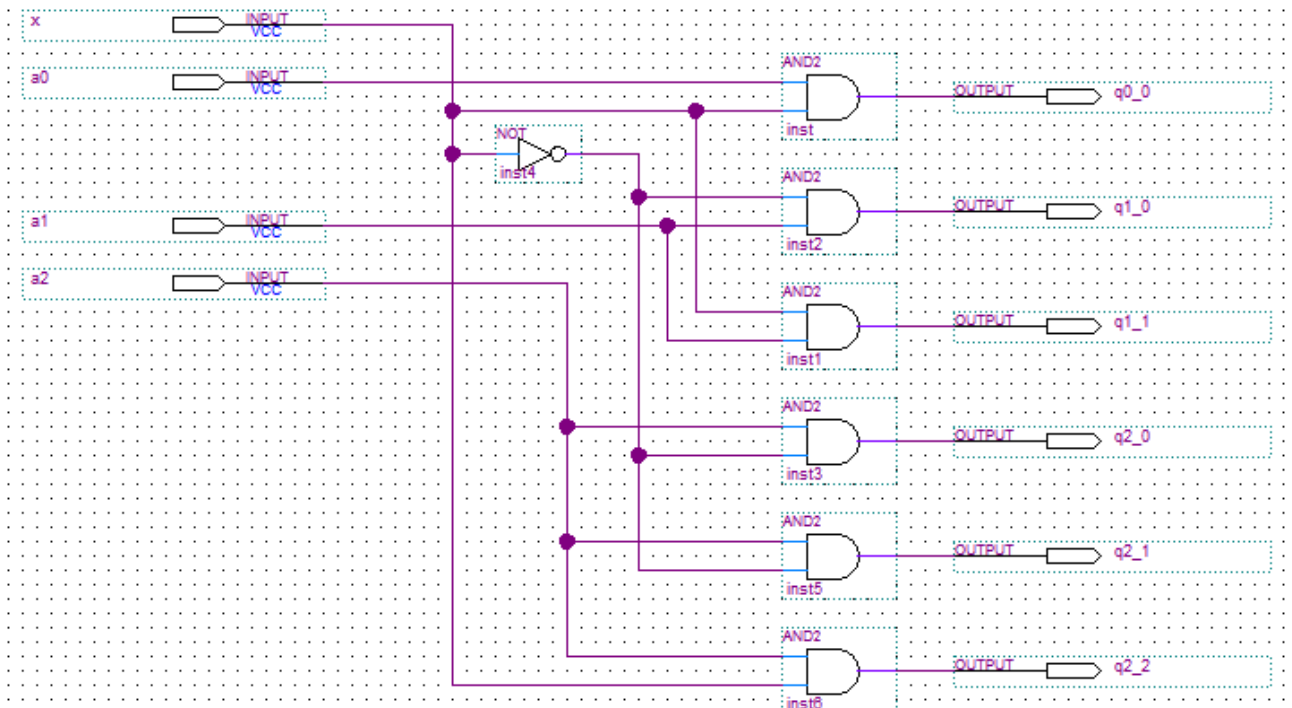 x INPUT
VCC
a0 INPUT
VCC
AND2
inst
OUTPUT q0_0
NOT
inst4
AND2
inst2
OUTPUT q1_0
a1 INPUT
VCC
a2 INPUT
VCC
AND2
inst1
OUTPUT q1_1
AND2
inst3
OUTPUT q2_0
AND2
inst5
OUTPUT q2_1
AND2
inst6
OUTPUT q2_2